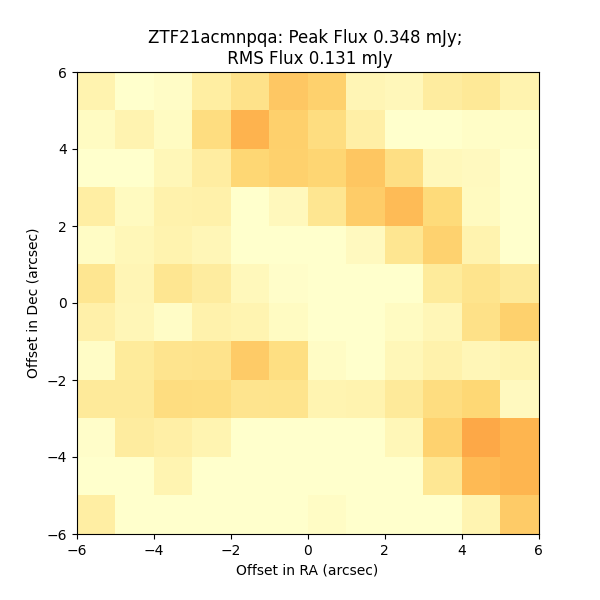 ZTF21acmnpqa: Peak Flux 0.348 mJy;
RMS Flux 0.131 mJy
6
4
2
0
−2
−4
−6
Offset in Dec (arcsec)
−6 −4 −2 0 2 4 6
Offset in RA (arcsec)